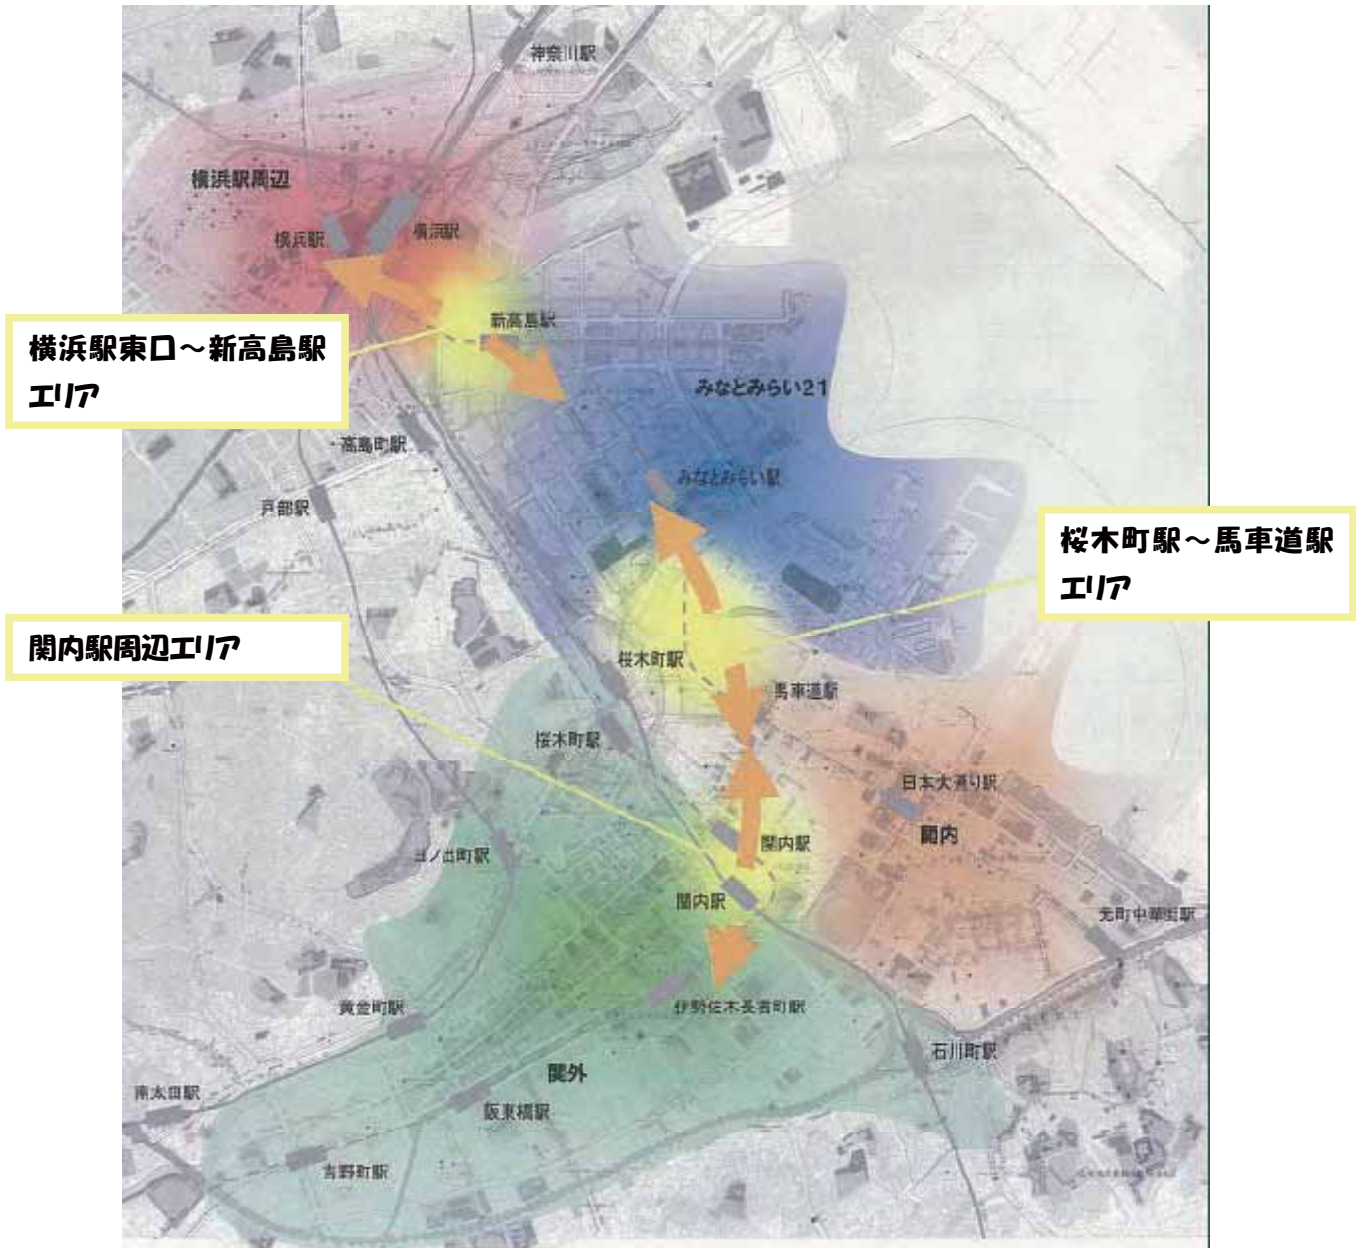 神奈川駅
横浜駅周辺
横浜駅
横浜駅
新高島駅
横浜駅東口～新高島駅
エリア
みなとみらい21
高島町駅
みなとみらい駅
戸部駅
桜木町駅～馬車道駅
エリア
関内駅周辺エリア
桜木町駅
馬車道駅
桜木町駅
日本大通り駅
関内
関内駅
日ノ出町駅
関内駅
元町中華街駅
黄金町駅
伊勢佐木長者町駅
石川町駅
関外
南太田駅
阪東橋駅
吉野町駅